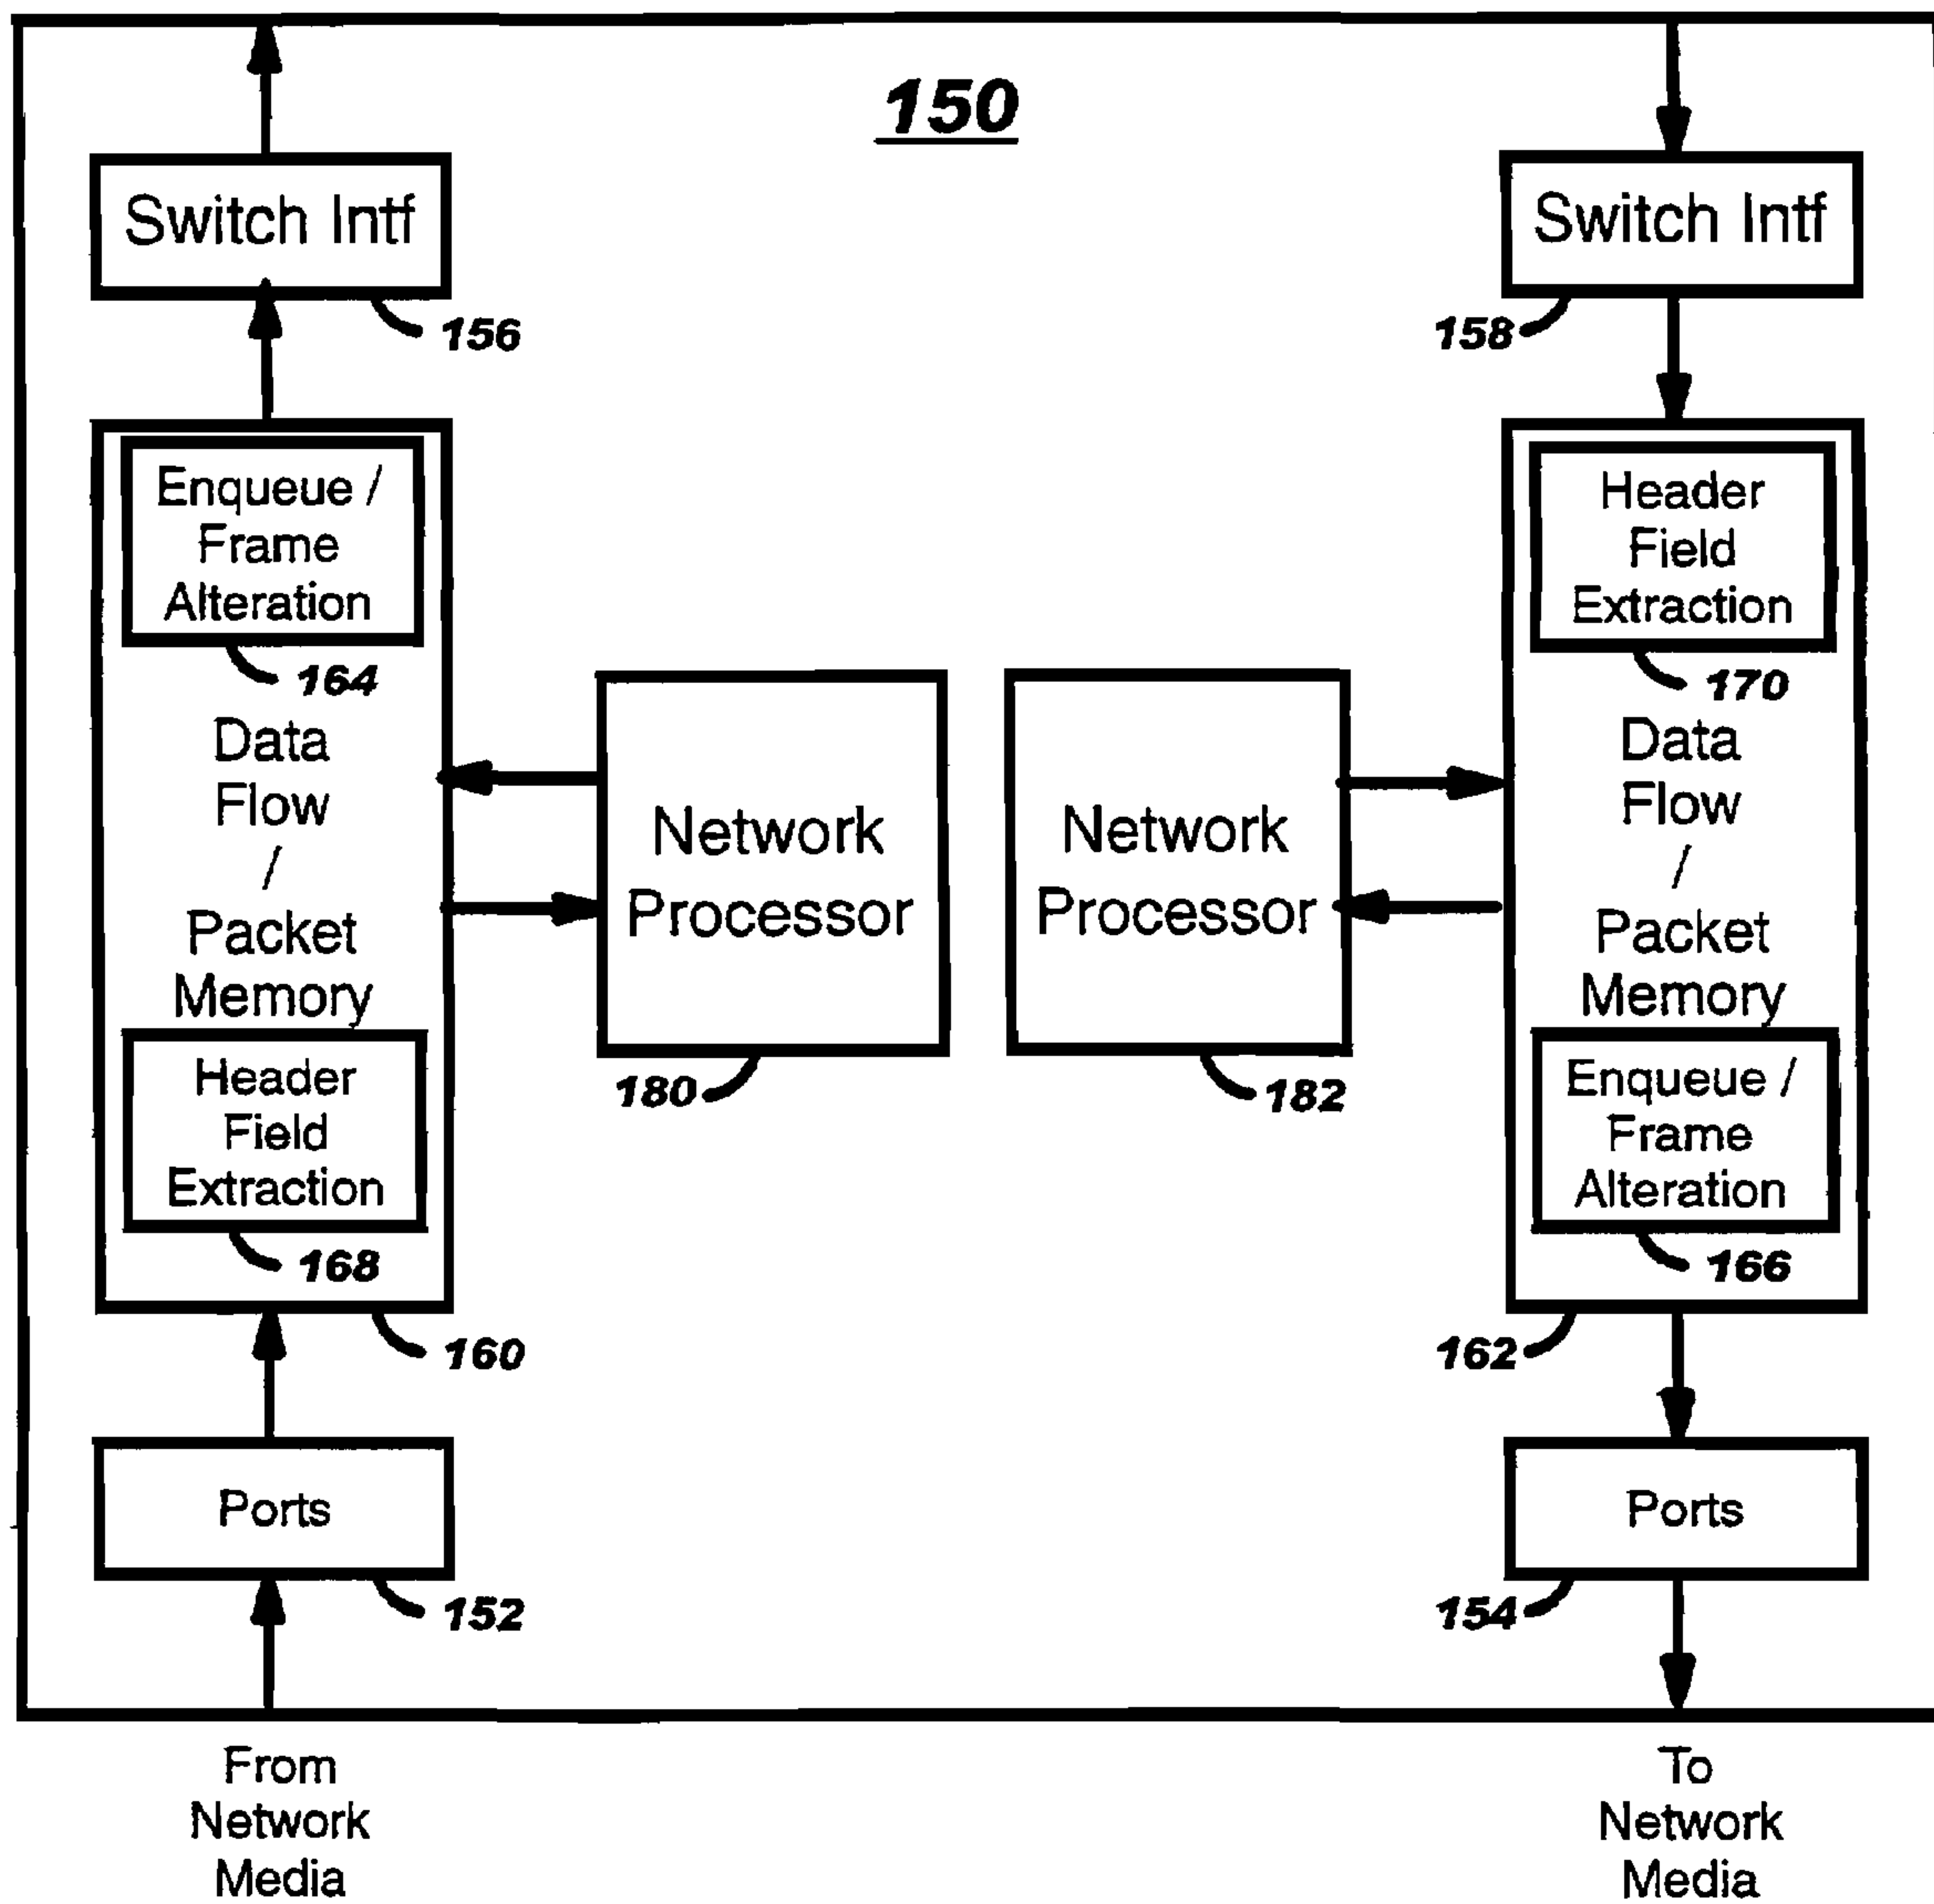 150
Switch Intf
156
Enqueue /
Frame
Alteration
164
Data
Flow
/
Packet
Memory
Header
Field
Extraction
168
160
Ports
152
From
Network
Media
Network
Processor
180
Network
Processor
182
Switch Intf
158
Header
Field
Extraction
170
Data
Flow
/
Packet
Memory
Enqueue /
Frame
Alteration
166
162
Ports
154
To
Network
Media